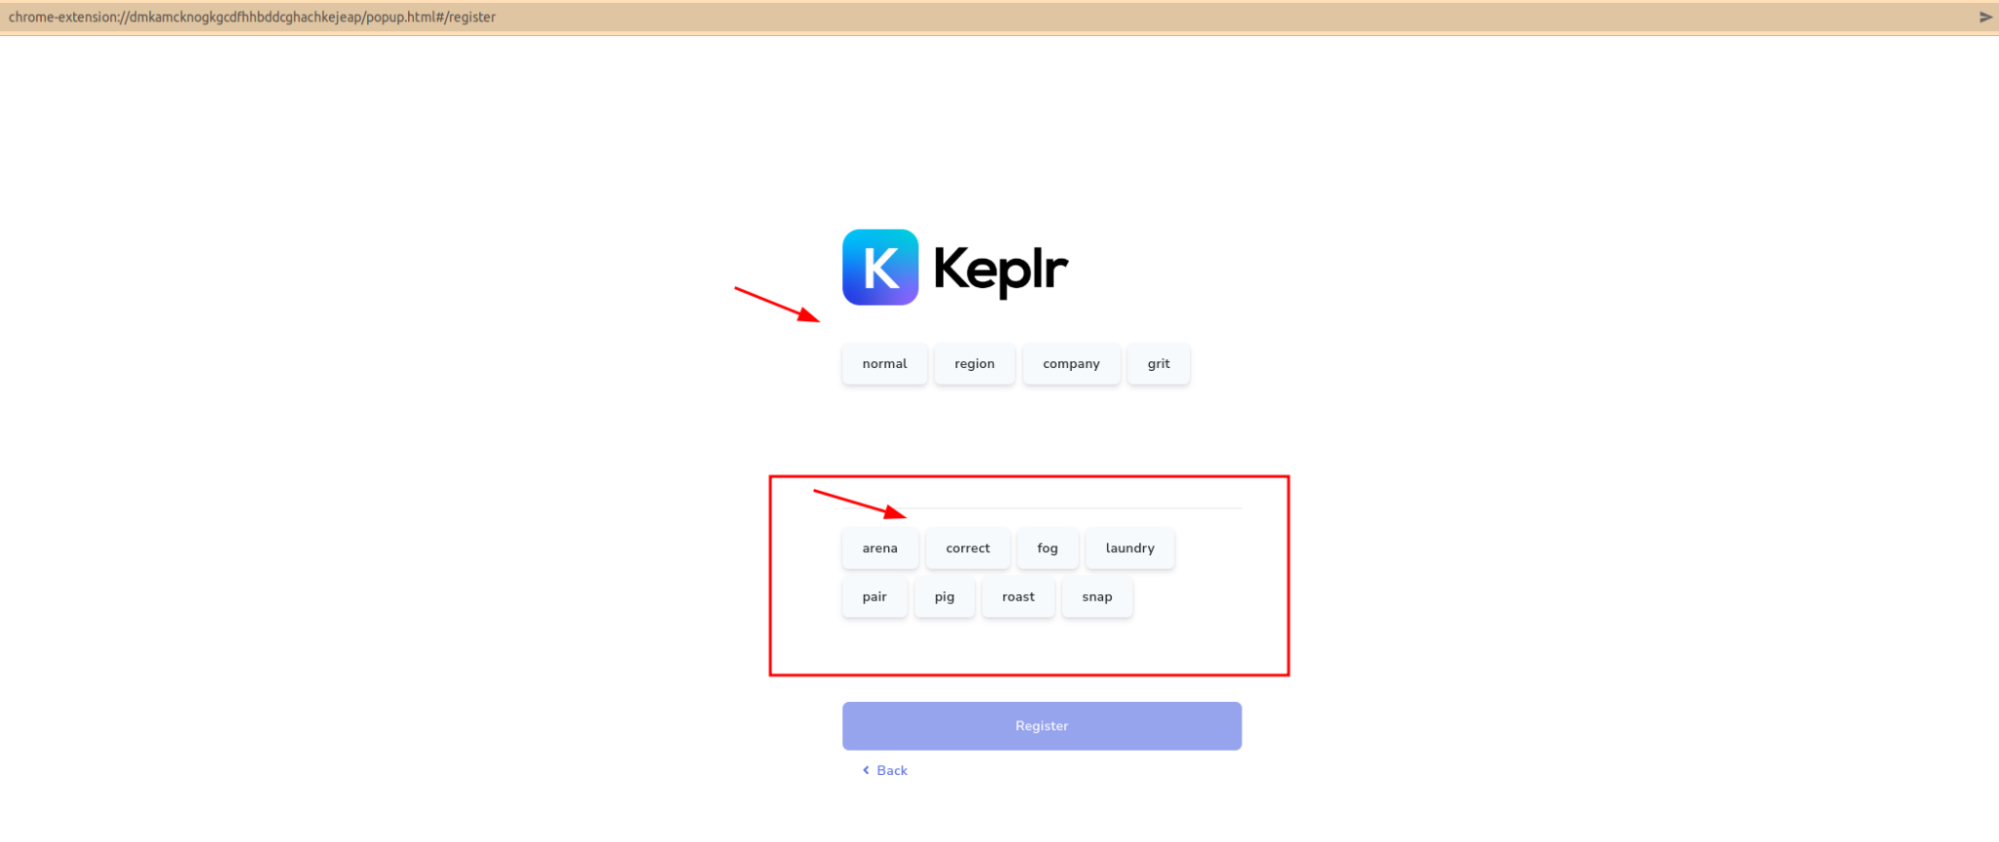 chrome-extension://dmkamcknogkgcdfhhbddcghachkejeap/popup.html#/register
K Keplr
normal region company grit
arena correct fog laundry
pair pig roast snap
Register
Back